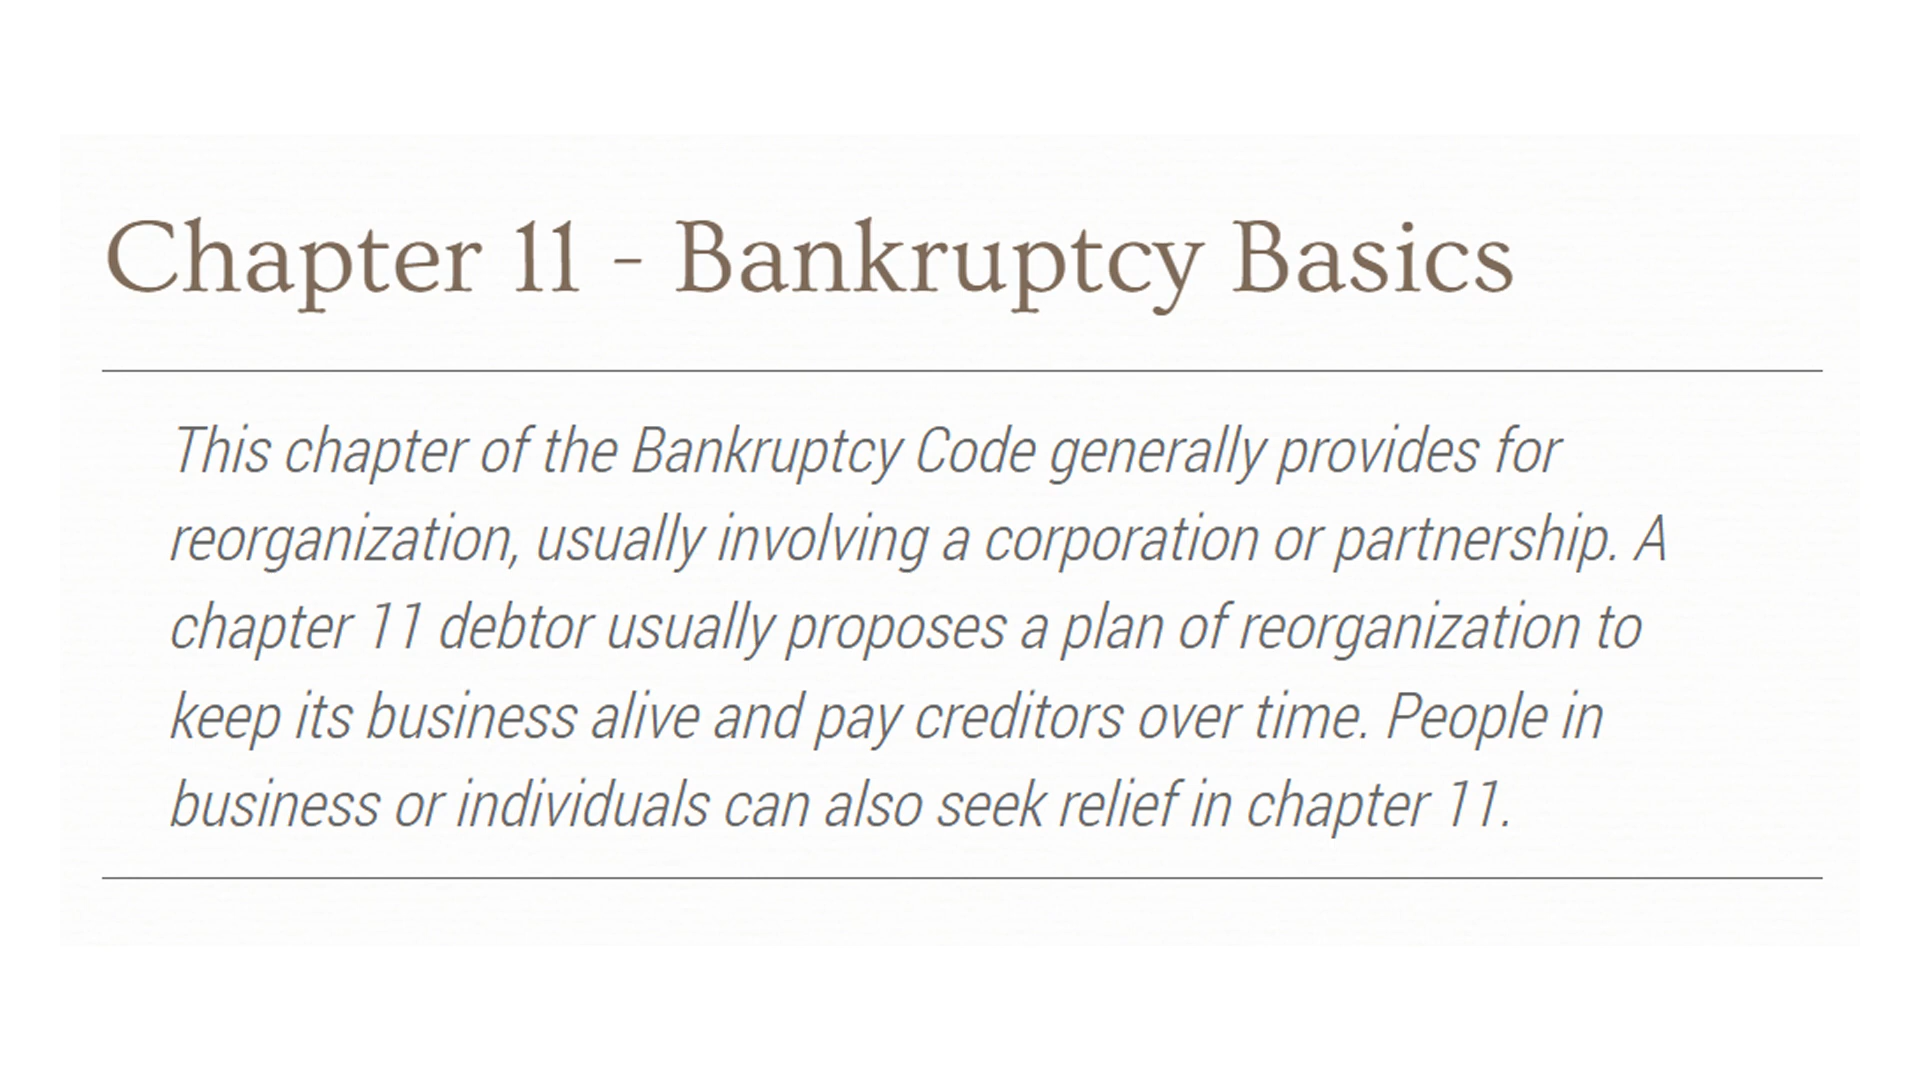 Chapter 11 - Bankruptcy Basics
This chapter of the Bankruptcy Code generally provides for
reorganization, usually involving a corporation or partnership. A
chapter 11 debtor usually proposes a plan of reorganization to
keep its business alive and pay creditors over time. People in
business or individuals can also seek relief in chapter 11.